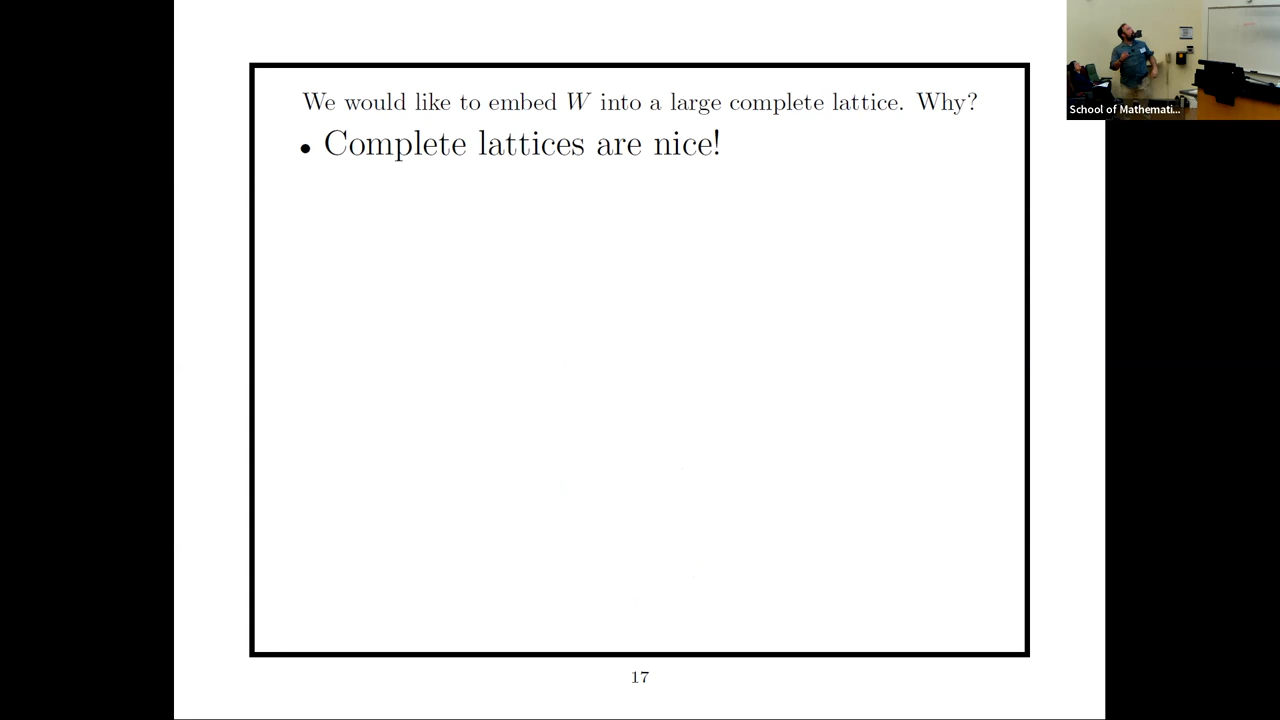 We would like to embed W into a large complete lattice. Why?
• Complete lattices are nice!
17
School of Mathemati...